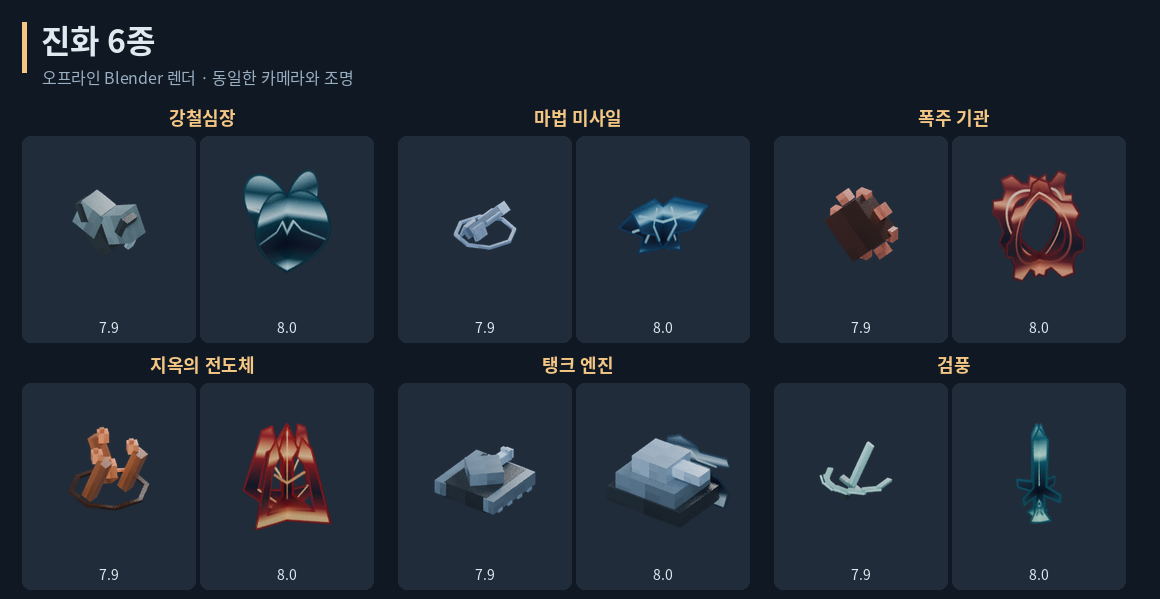 진화 6종
오프라인 Blender 렌더 · 동일한 카메라와 조명
강철심장
마법 미사일
폭주 기관
7.9
8.0
7.9
8.0
7.9
8.0
지옥의 전도체
탱크 엔진
검풍
7.9
8.0
7.9
8.0
7.9
8.0